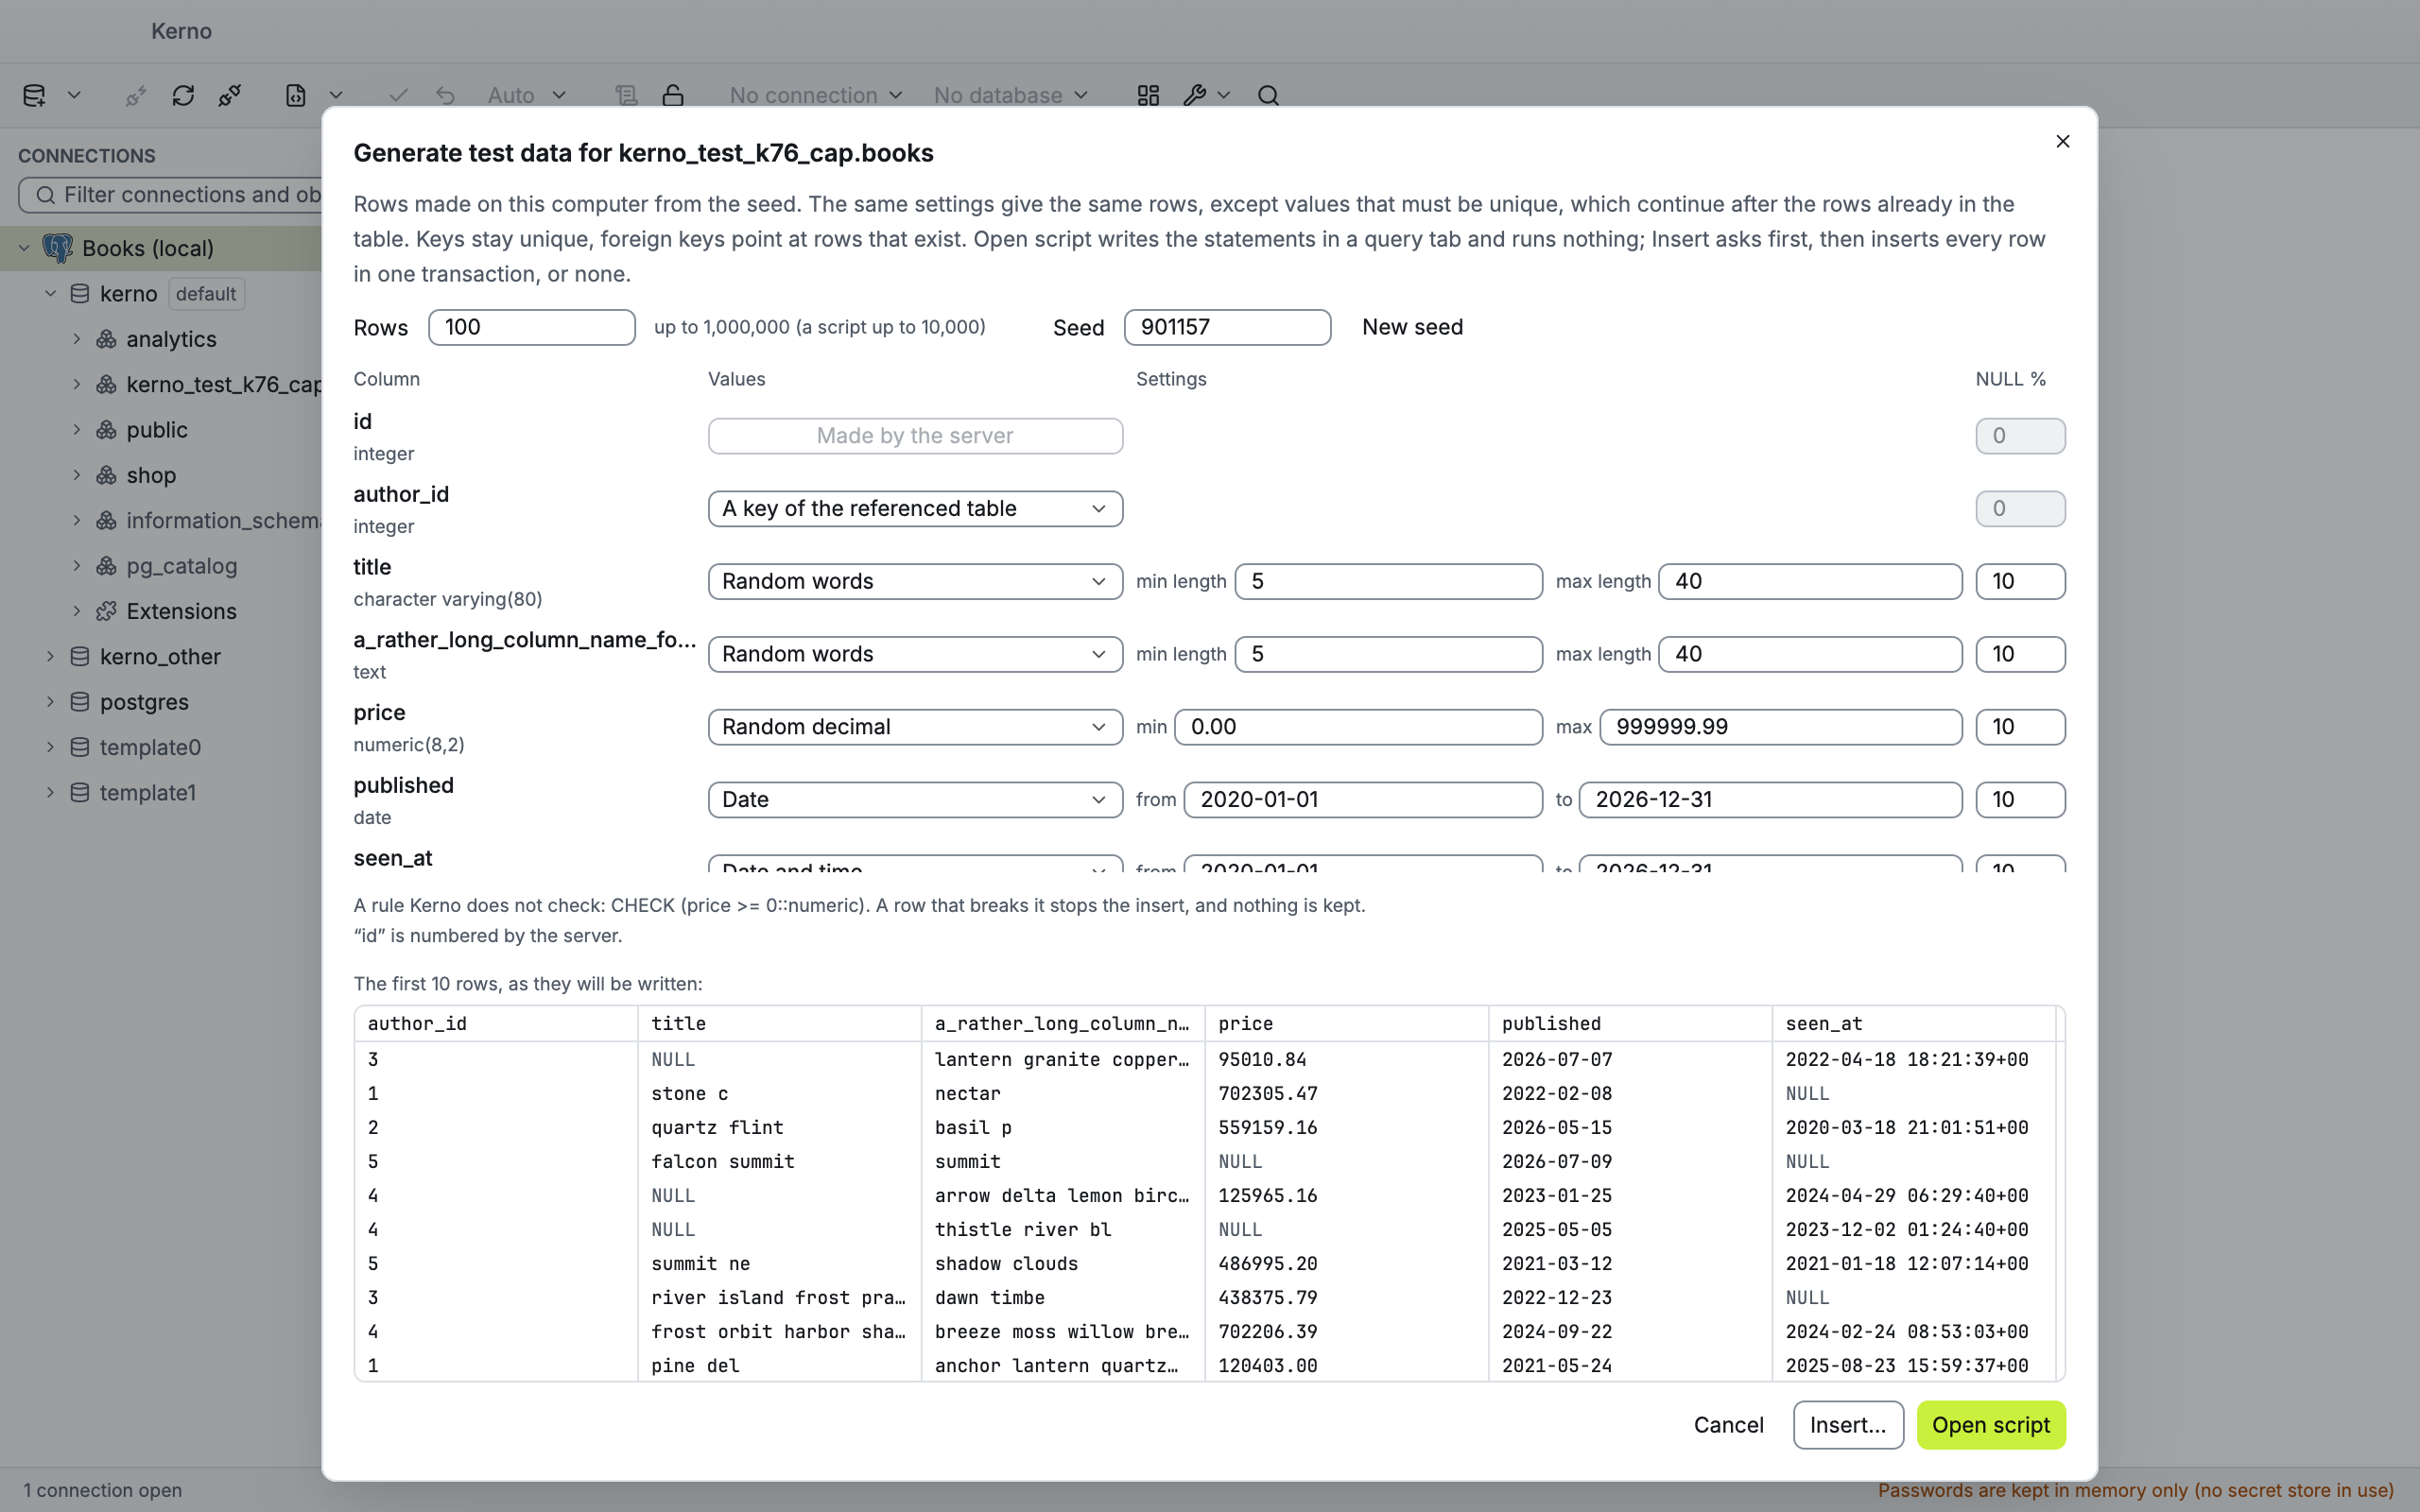 Kerno
Auto
No connection
No database
CONNECTIONS
Filter connections and ob
Books (local)
kerno default
analytics
kerno_test_k76_cap
public
shop
information_schema
pg_catalog
Extensions
kerno_other
postgres
template0
template1
Generate test data for kerno_test_k76_cap.books
Rows made on this computer from the seed. The same settings give the same rows, except values that must be unique, which continue after the rows already in the
table. Keys stay unique, foreign keys point at rows that exist. Open script writes the statements in a query tab and runs nothing; Insert asks first, then inserts every row
in one transaction, or none.
Rows 100 up to 1,000,000 (a script up to 10,000) Seed 901157 New seed
Column Values Settings NULL %
id Made by the server 0
integer
author_id A key of the referenced table 0
integer
title Random words min length 5 max length 40 10
character varying(80)
a_rather_long_column_name_fo... Random words min length 5 max length 40 10
text
price Random decimal min 0.00 max 999999.99 10
numeric(8,2)
published Date from 2020-01-01 to 2026-12-31 10
date
seen_at Date and time from 2020-01-01 to 2026-12-31 10
A rule Kerno does not check: CHECK (price >= 0::numeric). A row that breaks it stops the insert, and nothing is kept.
“id” is numbered by the server.
The first 10 rows, as they will be written:
author_id title a_rather_long_column_n… price published seen_at
3 NULL lantern granite copper… 95010.84 2026-07-07 2022-04-18 18:21:39+00
1 stone c nectar 702305.47 2022-02-08 NULL
2 quartz flint basil p 559159.16 2026-05-15 2020-03-18 21:01:51+00
5 falcon summit summit NULL 2026-07-09 NULL
4 NULL arrow delta lemon birc… 125965.16 2023-01-25 2024-04-29 06:29:40+00
4 NULL thistle river bl NULL 2025-05-05 2023-12-02 01:24:40+00
5 summit ne shadow clouds 486995.20 2021-03-12 2021-01-18 12:07:14+00
3 river island frost pra… dawn timbe 438375.79 2022-12-23 NULL
4 frost orbit harbor sha… breeze moss willow bre… 702206.39 2024-09-22 2024-02-24 08:53:03+00
1 pine del anchor lantern quartz… 120403.00 2021-05-24 2025-08-23 15:59:37+00
Cancel Insert... Open script
1 connection open
Passwords are kept in memory only (no secret store in use)